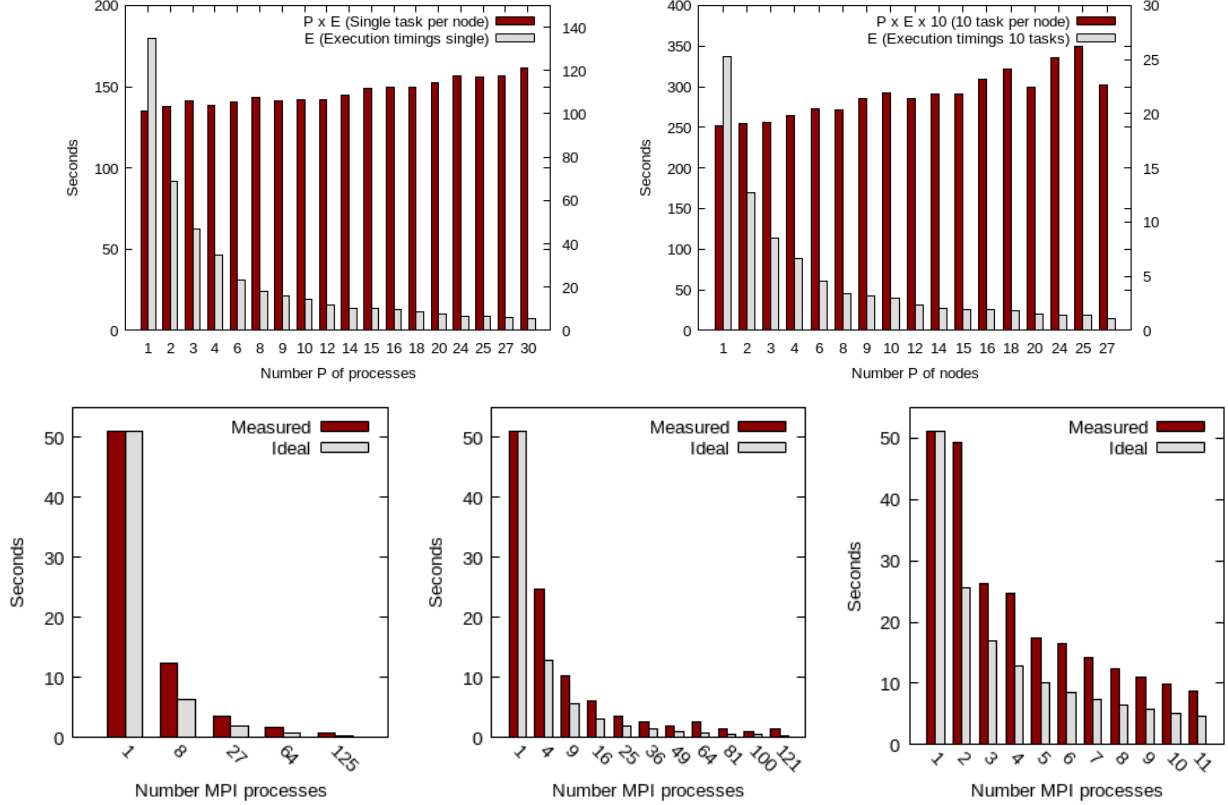 P x E (Single task per node)
E (Execution timings single)
200
150
100
50
0
140
120
100
80
60
40
20
0
Seconds
1 2 3 4 6 8 9 10 12 14 15 16 18 20 24 25 27 30
Number P of processes
P x E x 10 (10 task per node)
E (Execution timings 10 tasks)
400
350
300
250
200
150
100
50
0
30
25
20
15
10
5
0
Seconds
1 2 3 4 6 8 9 10 12 14 15 16 18 20 24 25 27
Number P of nodes
Measured
Ideal
50
40
30
20
10
0
Seconds
1 8 27 64 125
Number MPI processes
Measured
Ideal
50
40
30
20
10
0
Seconds
1 4 9 16 25 36 49 64 81 100 121
Number MPI processes
Measured
Ideal
50
40
30
20
10
0
Seconds
1 2 3 4 5 6 7 8 9 10 11
Number MPI processes